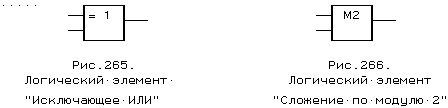 = 1
M2
Рис.265.
Логический элемент
"Исключающее ИЛИ"
Рис.266.
Логический элемент
"Сложение по модулю 2"